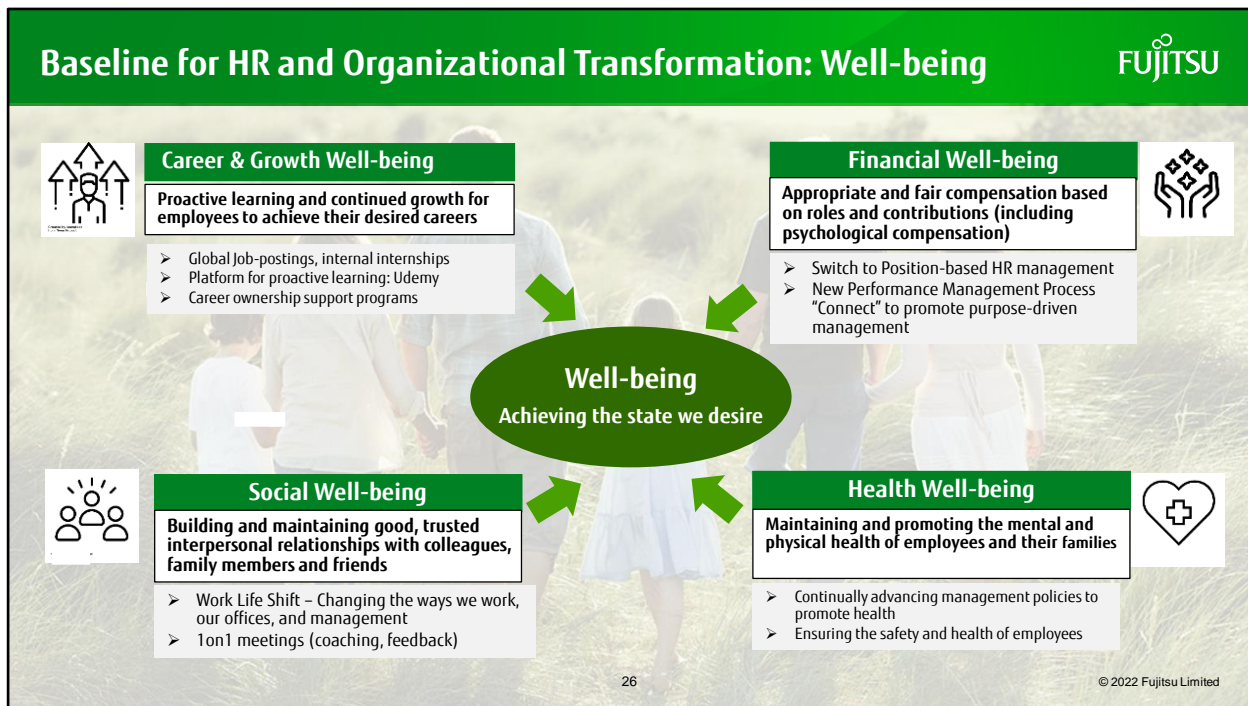 Baseline for HR and Organizational Transformation: Well-being
FUJITSU
Career & Growth Well-being
Proactive learning and continued growth for
employees to achieve their desired careers
➢ Global Job-postings, internal internships
➢ Platform for proactive learning: Udemy
➢ Career ownership support programs
Financial Well-being
Appropriate and fair compensation based
on roles and contributions (including
psychological compensation)
➢ Switch to Position-based HR management
➢ New Performance Management Process
“Connect” to promote purpose-driven
management
Well-being
Achieving the state we desire
Social Well-being
Building and maintaining good, trusted
interpersonal relationships with colleagues,
family members and friends
➢ Work Life Shift – Changing the ways we work,
our offices, and management
➢ 1on1 meetings (coaching, feedback)
Health Well-being
Maintaining and promoting the mental and
physical health of employees and their families
➢ Continually advancing management policies to
promote health
➢ Ensuring the safety and health of employees
26
© 2022 Fujitsu Limited